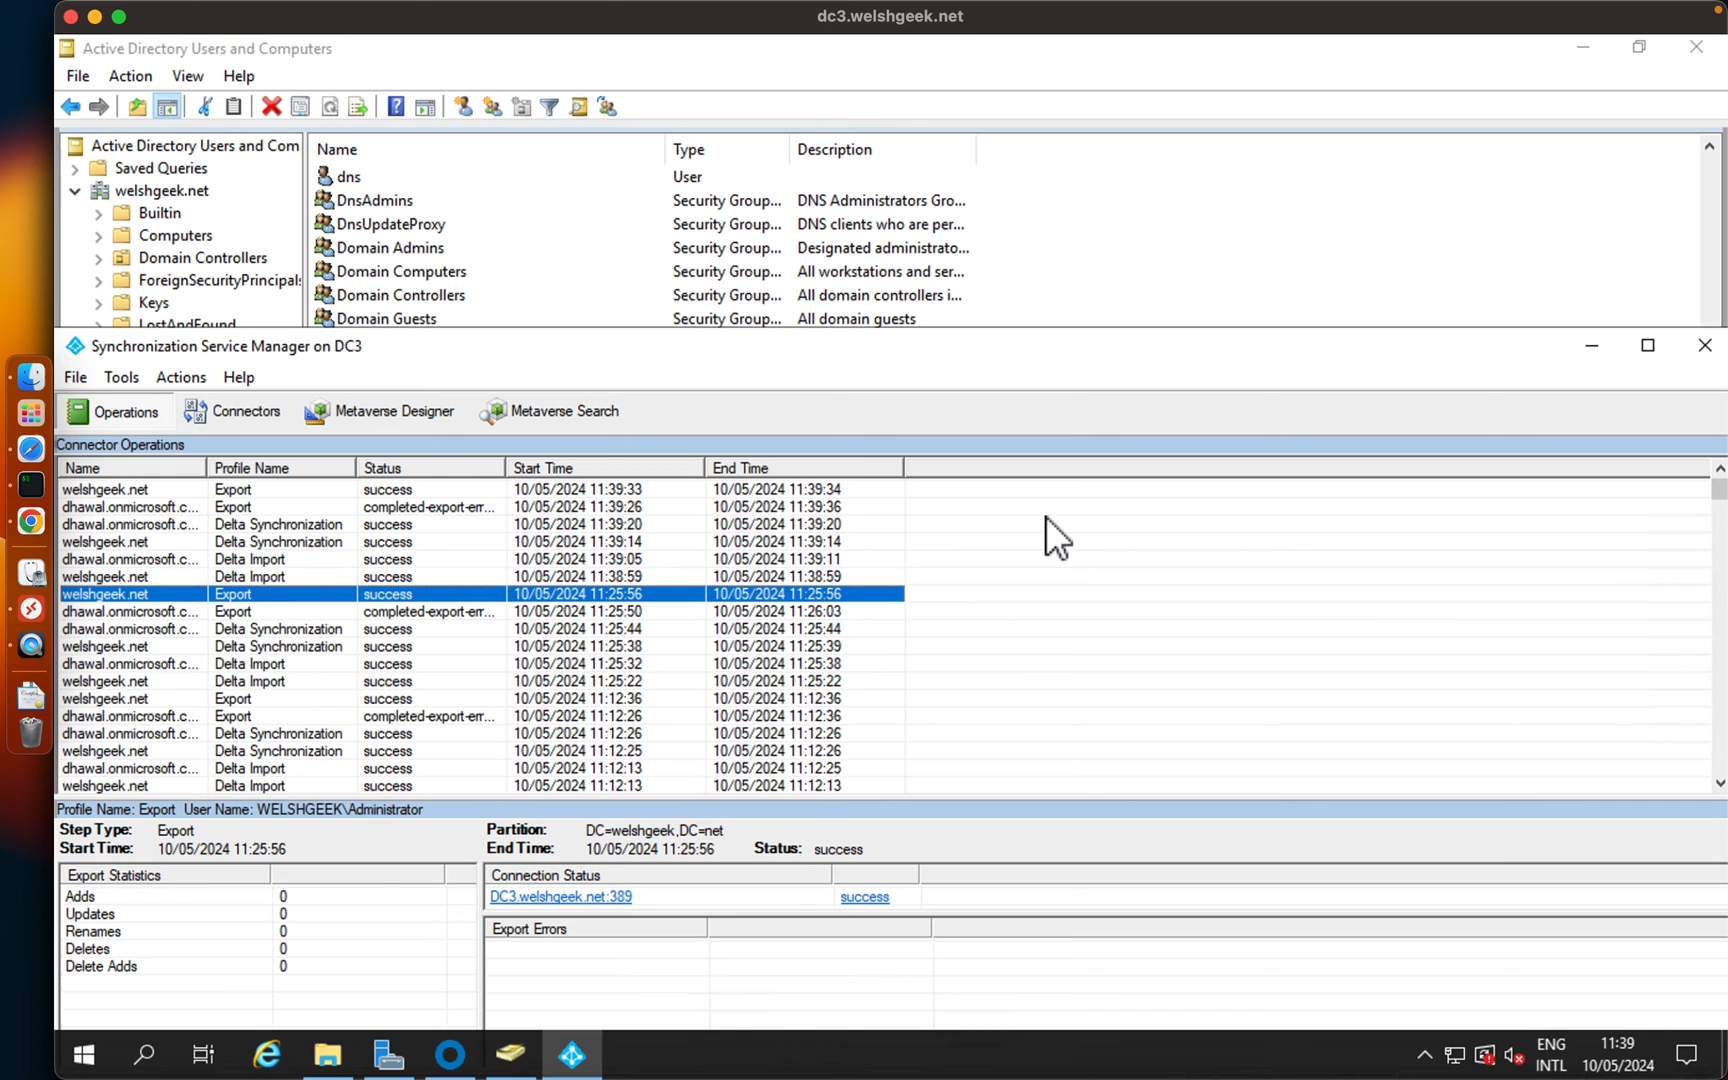 dc3.welshgeek.net
Active Directory Users and Computers
File Action View Help
Active Directory Users and Com
Saved Queries
welshgeek.net
Builtin
Computers
Domain Controllers
ForeignSecurityPrincipals
Keys
LostAndFound
Name Type Description
dns User
DnsAdmins Security Group... DNS Administrators Gro...
DnsUpdateProxy Security Group... DNS clients who are per...
Domain Admins Security Group... Designated administrato...
Domain Computers Security Group... All workstations and ser...
Domain Controllers Security Group... All domain controllers i...
Domain Guests Security Group... All domain guests
Synchronization Service Manager on DC3
File Tools Actions Help
Operations Connectors Metaverse Designer Metaverse Search
Connector Operations
Name Profile Name Status Start Time End Time
welshgeek.net Export success 10/05/2024 11:39:33 10/05/2024 11:39:34
dhawal.onmicrosoft.c... Export completed-export-err... 10/05/2024 11:39:26 10/05/2024 11:39:36
dhawal.onmicrosoft.c... Delta Synchronization success 10/05/2024 11:39:20 10/05/2024 11:39:20
welshgeek.net Delta Synchronization success 10/05/2024 11:39:14 10/05/2024 11:39:14
dhawal.onmicrosoft.c... Delta Import success 10/05/2024 11:39:05 10/05/2024 11:39:11
welshgeek.net Delta Import success 10/05/2024 11:38:59 10/05/2024 11:38:59
welshgeek.net Export success 10/05/2024 11:25:56 10/05/2024 11:25:56
dhawal.onmicrosoft.c... Export completed-export-err... 10/05/2024 11:25:50 10/05/2024 11:26:03
dhawal.onmicrosoft.c... Delta Synchronization success 10/05/2024 11:25:44 10/05/2024 11:25:44
welshgeek.net Delta Synchronization success 10/05/2024 11:25:38 10/05/2024 11:25:39
dhawal.onmicrosoft.c... Delta Import success 10/05/2024 11:25:32 10/05/2024 11:25:38
welshgeek.net Delta Import success 10/05/2024 11:25:22 10/05/2024 11:25:22
welshgeek.net Export success 10/05/2024 11:12:36 10/05/2024 11:12:36
dhawal.onmicrosoft.c... Export completed-export-err... 10/05/2024 11:12:26 10/05/2024 11:12:36
dhawal.onmicrosoft.c... Delta Synchronization success 10/05/2024 11:12:26 10/05/2024 11:12:26
welshgeek.net Delta Synchronization success 10/05/2024 11:12:25 10/05/2024 11:12:26
dhawal.onmicrosoft.c... Delta Import success 10/05/2024 11:12:13 10/05/2024 11:12:25
welshgeek.net Delta Import success 10/05/2024 11:12:13 10/05/2024 11:12:13
Profile Name: Export User Name: WELSHGEEK\Administrator
Step Type: Export Partition: DC=welshgeek,DC=net
Start Time: 10/05/2024 11:25:56 End Time: 10/05/2024 11:25:56 Status: success
Export Statistics
Adds 0
Updates 0
Renames 0
Deletes 0
Delete Adds 0
Connection Status
DC3.welshgeek.net:389 success
Export Errors
ENG
INTL
11:39
10/05/2024